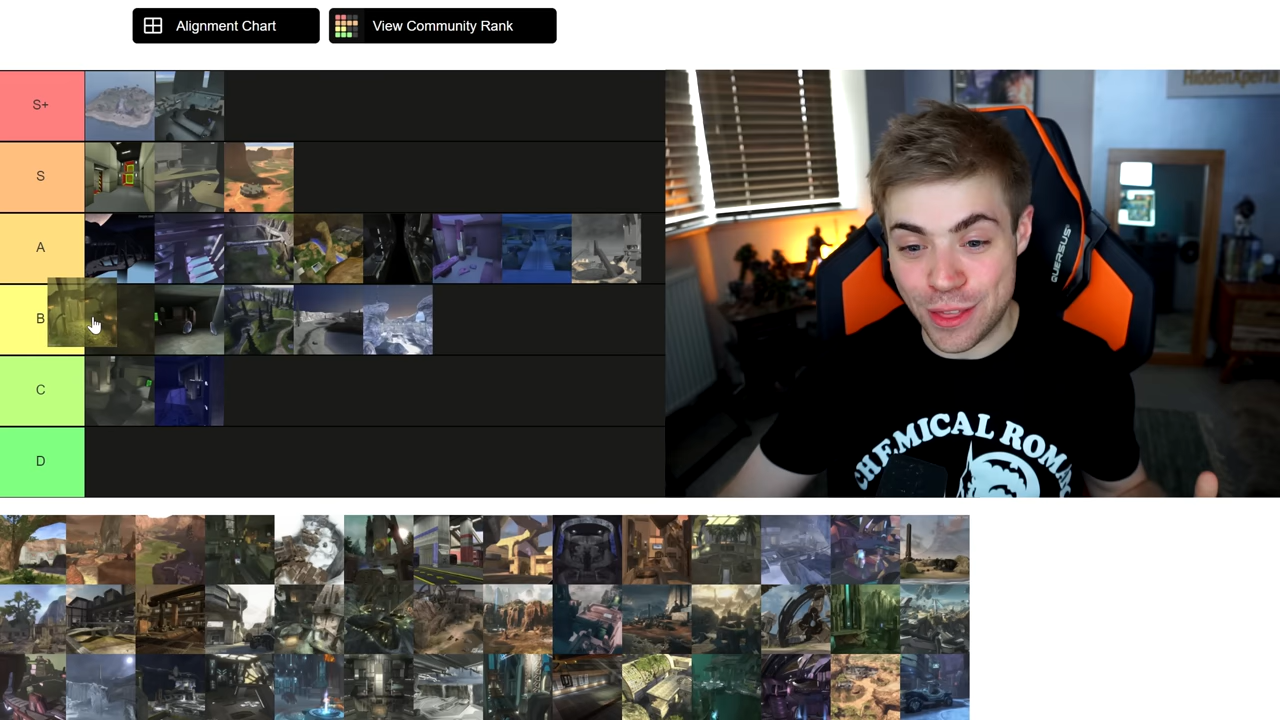 Alignment Chart
View Community Rank
S+
S
A
B
C
D
HiddenXperia
QUERSUS
CHEMICAL ROMA